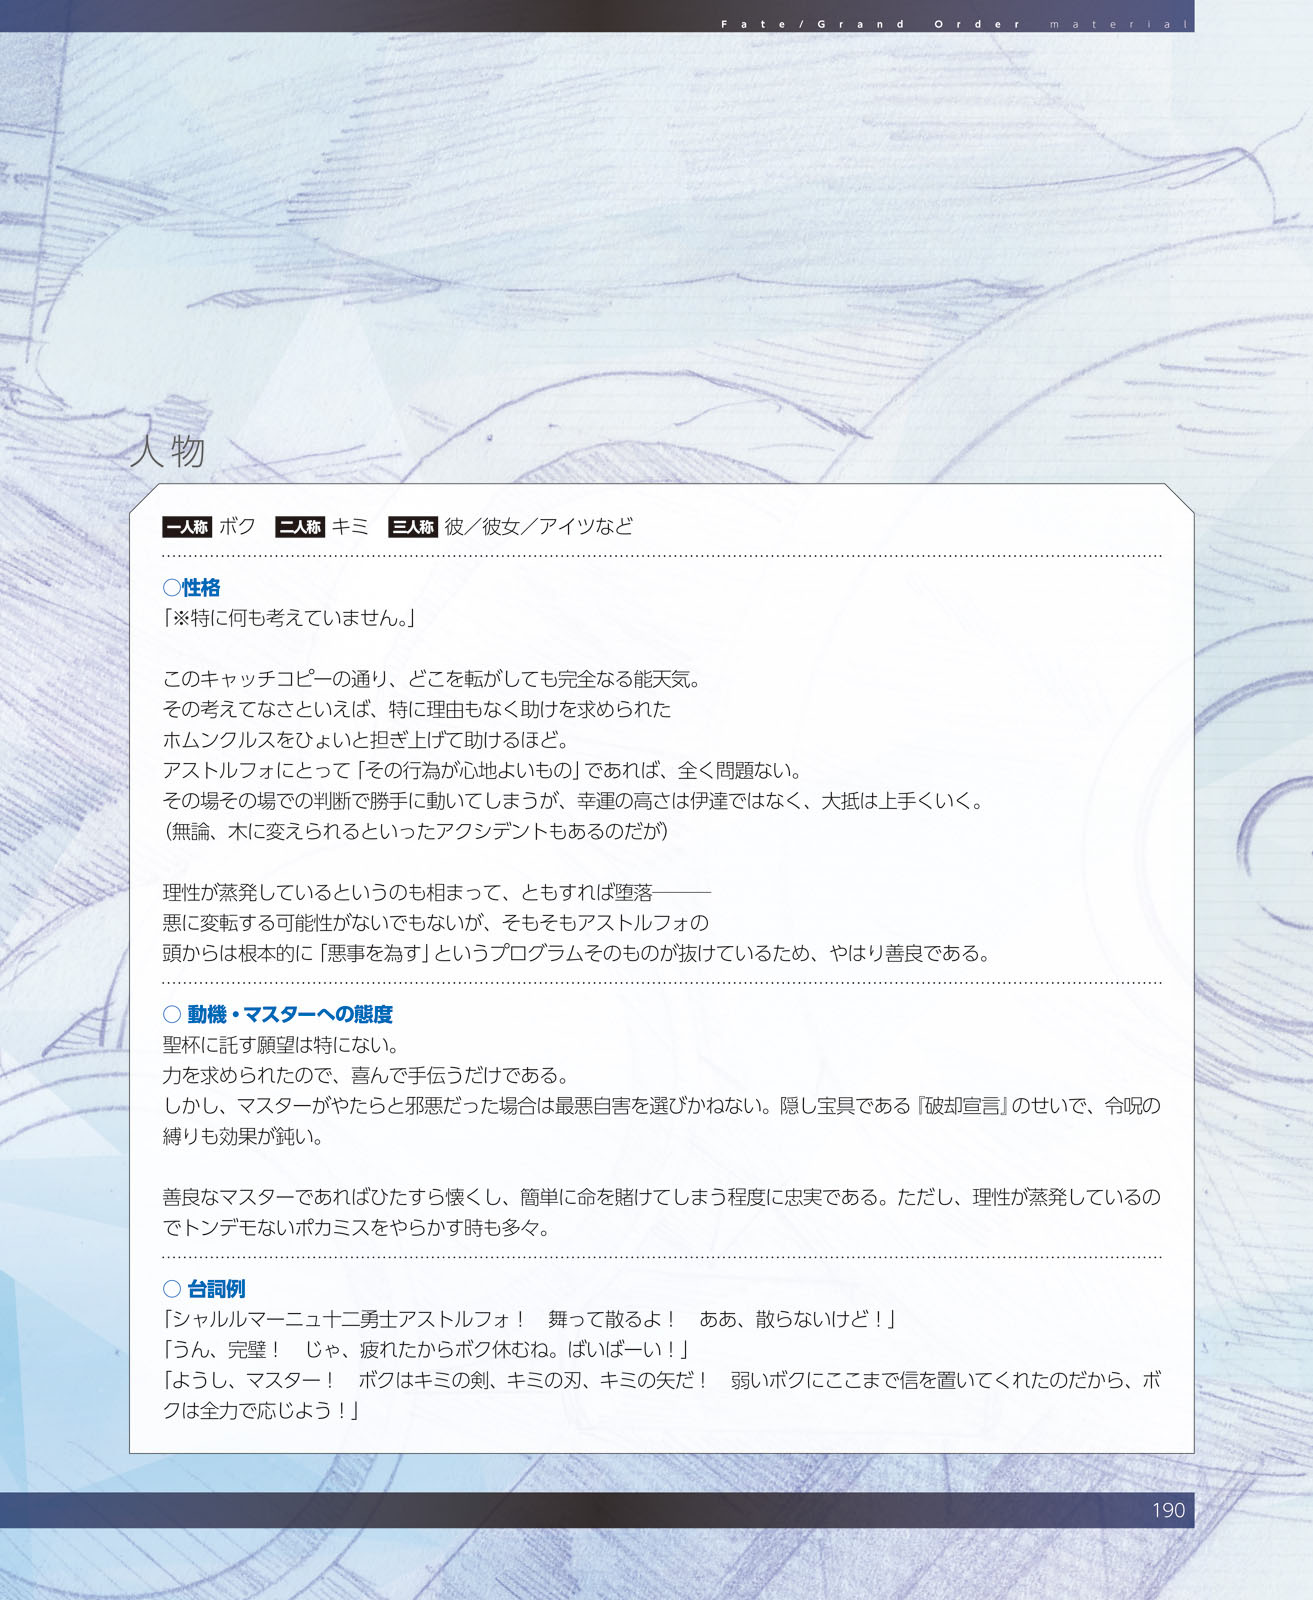 Fate/Grand Order material
人物
一人称 ボク 二人称 キミ 三人称 彼／彼女／アイツなど
○性格
「※特に何も考えていません。」
このキャッチコピーの通り、どこを転がしても完全なる能天気。
その考えてなさといえば、特に理由もなく助けを求められた
ホムンクルスをひょいと担ぎ上げて助けるほど。
アストルフォにとって「その行為が心地よいもの」であれば、全く問題ない。
その場その場での判断で勝手に動いてしまうが、幸運の高さは伊達ではなく、大抵は上手くいく。
（無論、木に変えられるといったアクシデントもあるのだが）
理性が蒸発しているというのも相まって、ともすれば堕落―――
悪に変転する可能性がないでもないが、そもそもアストルフォの
頭からは根本的に「悪事を為す」というプログラムそのものが抜けているため、やはり善良である。
○ 動機・マスターへの態度
聖杯に託す願望は特にない。
力を求められたので、喜んで手伝うだけである。
しかし、マスターがやたらと邪悪だった場合は最悪自害を選びかねない。隠し宝具である『破却宣言』のせいで、令呪の
縛りも効果が鈍い。
善良なマスターであればひたすら懐くし、簡単に命を賭けてしまう程度に忠実である。ただし、理性が蒸発しているの
でトンデモないポカミスをやらかす時も多々。
○ 台詞例
「シャルルマーニュ十二勇士アストルフォ！　舞って散るよ！　ああ、散らないけど！」
「うん、完璧！　じゃ、疲れたからボク休むね。ばいばーい！」
「ようし、マスター！　ボクはキミの剣、キミの刃、キミの矢だ！　弱いボクにここまで信を置いてくれたのだから、ボ
クは全力で応じよう！」
190